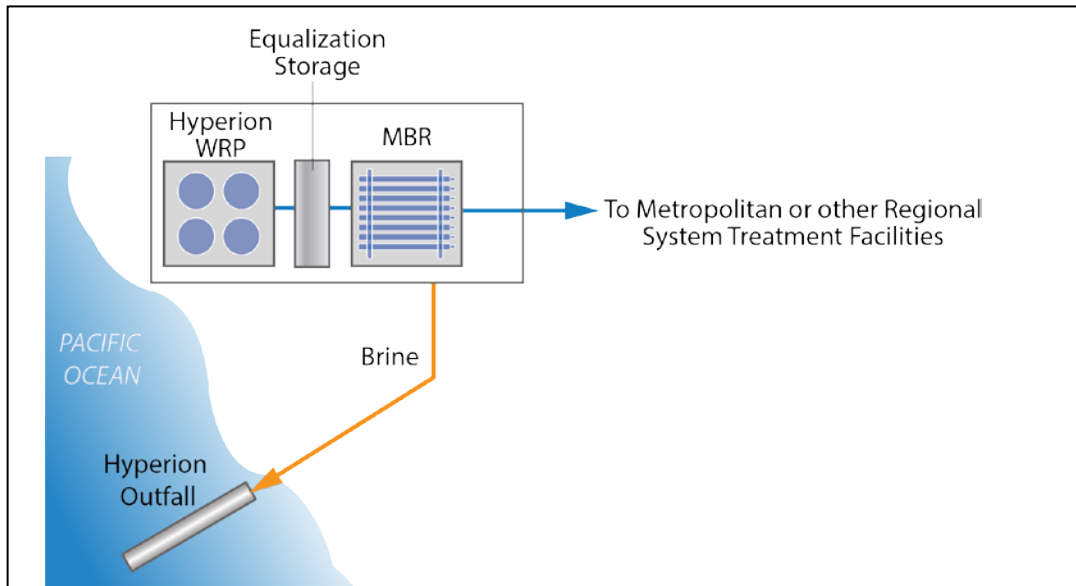 Equalization
Storage
Hyperion
WRP
MBR
To Metropolitan or other Regional
System Treatment Facilities
PACIFIC
OCEAN
Brine
Hyperion
Outfall